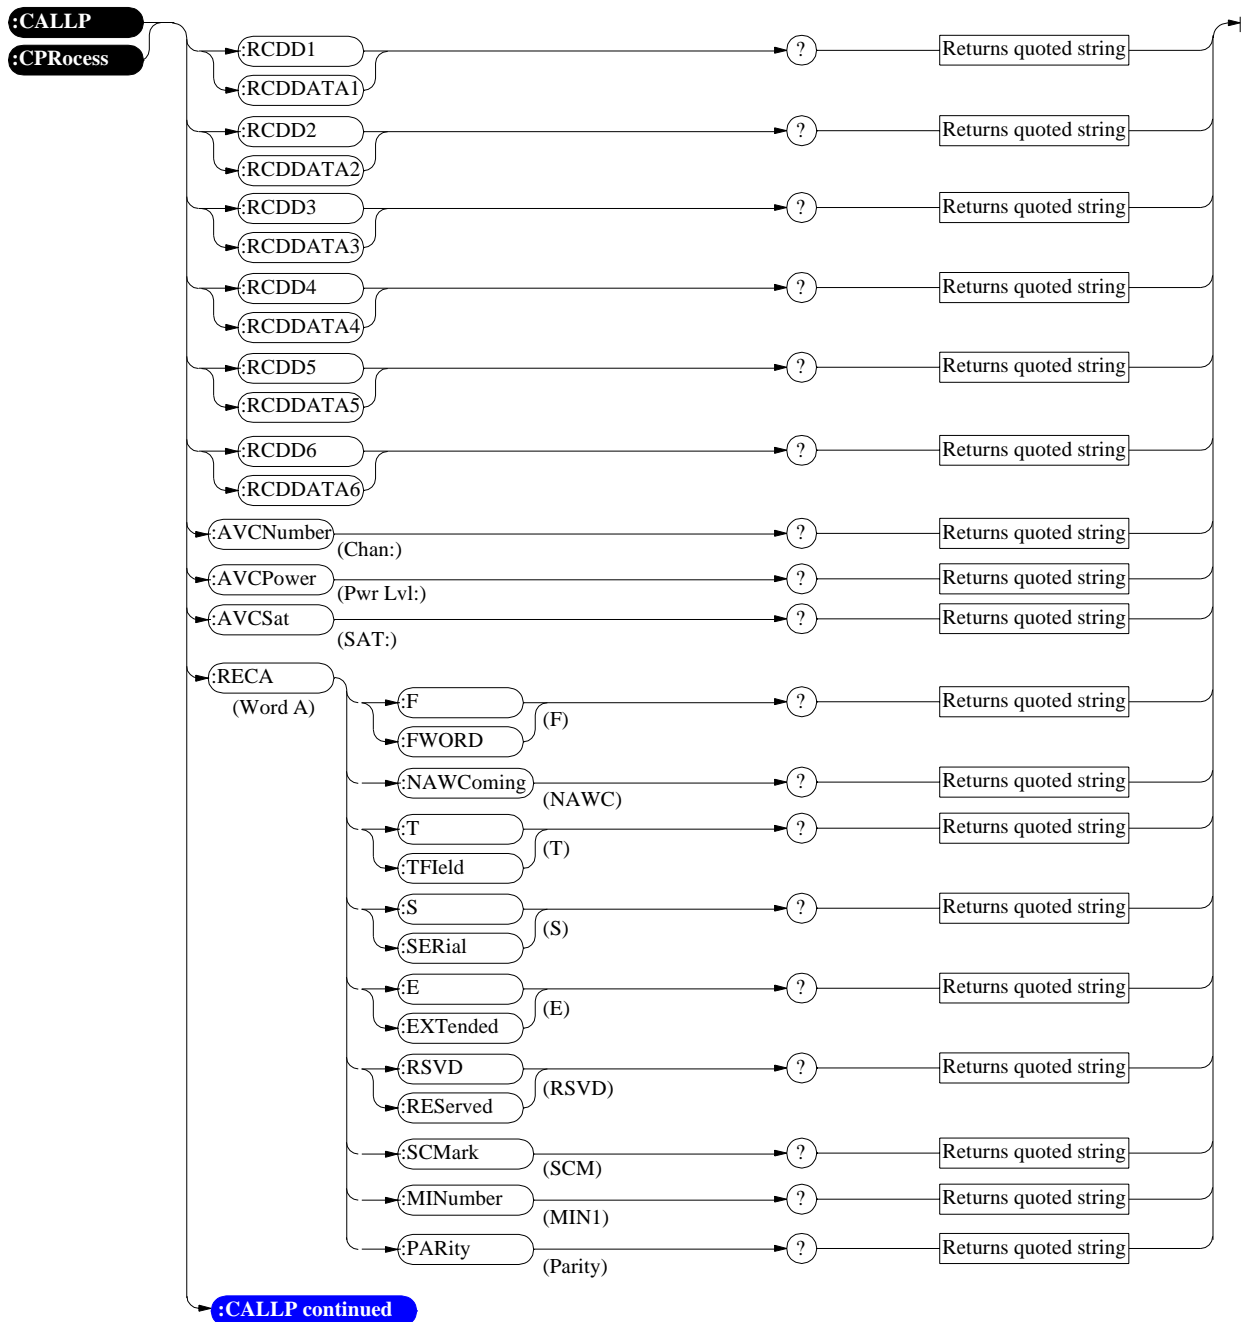 :CALLP
:CPRocess
:RCDD1 ? Returns quoted string
:RCDDATA1
:RCDD2 ? Returns quoted string
:RCDDATA2
:RCDD3 ? Returns quoted string
:RCDDATA3
:RCDD4 ? Returns quoted string
:RCDDATA4
:RCDD5 ? Returns quoted string
:RCDDATA5
:RCDD6 ? Returns quoted string
:RCDDATA6
:AVCNumber ? Returns quoted string
(Chan:)
:AVCPower ? Returns quoted string
(Pwr Lvl:)
:AVCSat ? Returns quoted string
(SAT:)
:RECA
(Word A)
:F ? Returns quoted string
(F)
:FWORD
:NAWComing ? Returns quoted string
(NAWC)
:T ? Returns quoted string
(T)
:TFIeld
:S ? Returns quoted string
(S)
:SERial
:E ? Returns quoted string
(E)
:EXTended
:RSVD ? Returns quoted string
(RSVD)
:REServed
:SCMark ? Returns quoted string
(SCM)
:MINumber ? Returns quoted string
(MIN1)
:PARity ? Returns quoted string
(Parity)
:CALLP continued